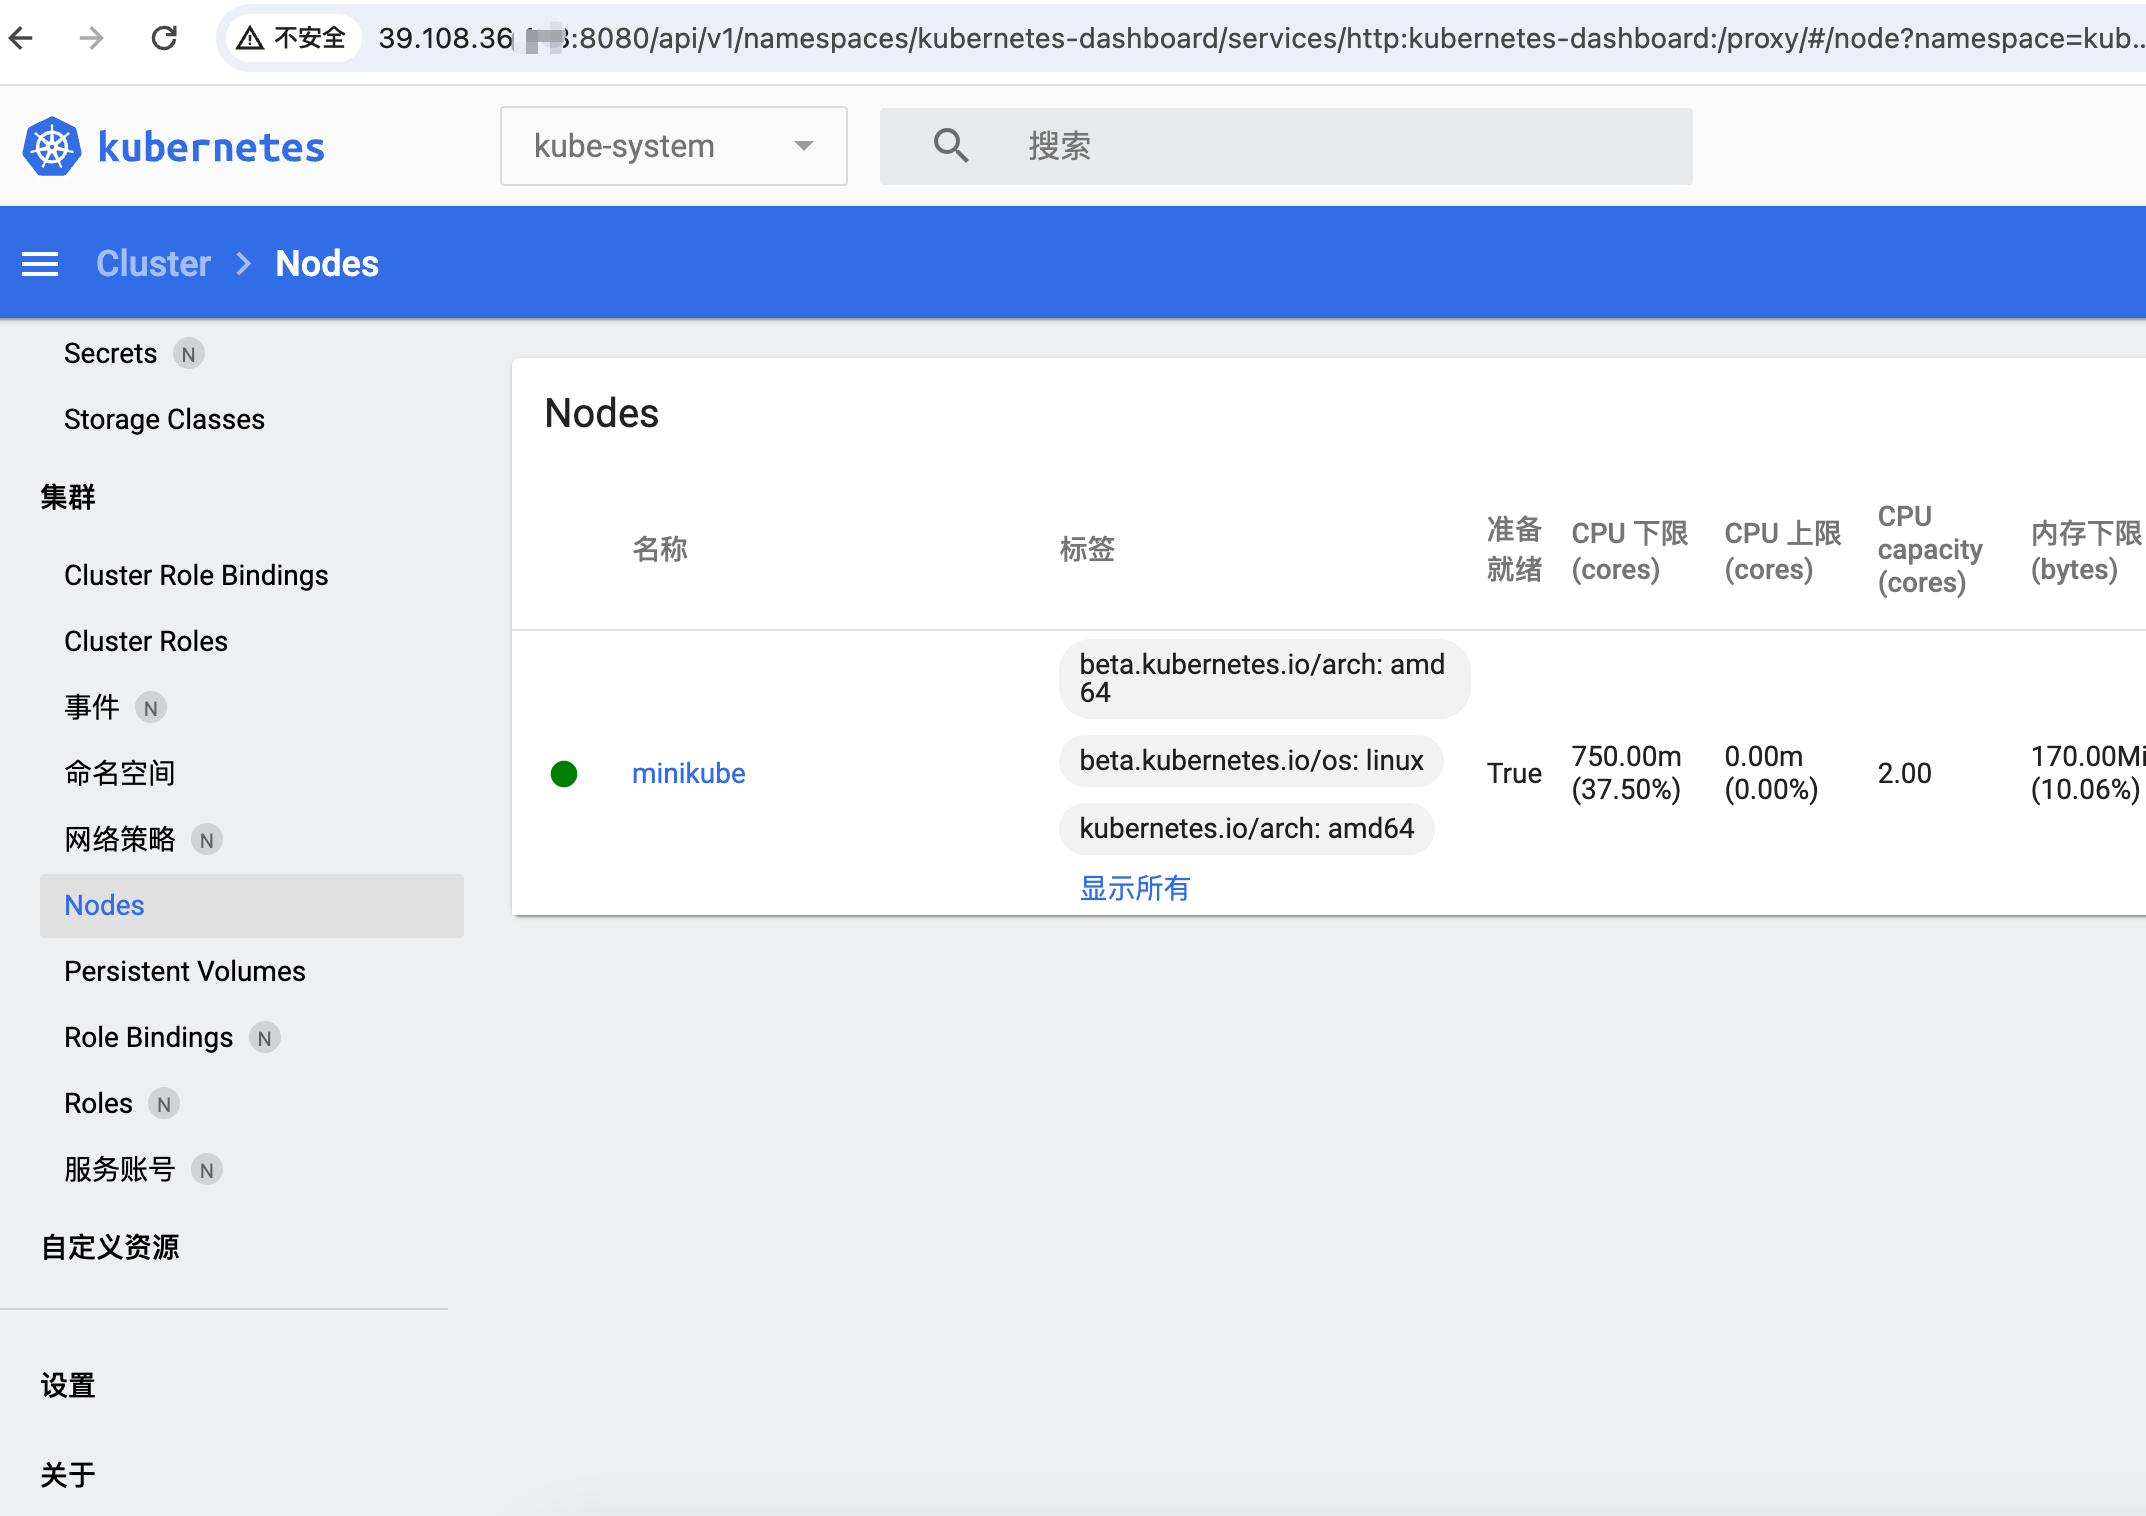 不安全
39.108.36
:8080/api/v1/namespaces/kubernetes-dashboard/services/http:kubernetes-dashboard:/proxy/#/node?namespace=kub...
kubernetes
kube-system
搜索
Cluster
Nodes
Secrets N
Storage Classes
集群
Cluster Role Bindings
Cluster Roles
事件 N
命名空间
网络策略 N
Nodes
Persistent Volumes
Role Bindings N
Roles N
服务账号 N
自定义资源
设置
关于
Nodes
名称
标签
准备
就绪
CPU 下限
(cores)
CPU 上限
(cores)
CPU
capacity
(cores)
内存下限
(bytes)
minikube
beta.kubernetes.io/arch: amd
64
beta.kubernetes.io/os: linux
kubernetes.io/arch: amd64
显示所有
True
750.00m
(37.50%)
0.00m
(0.00%)
2.00
170.00Mi
(10.06%)